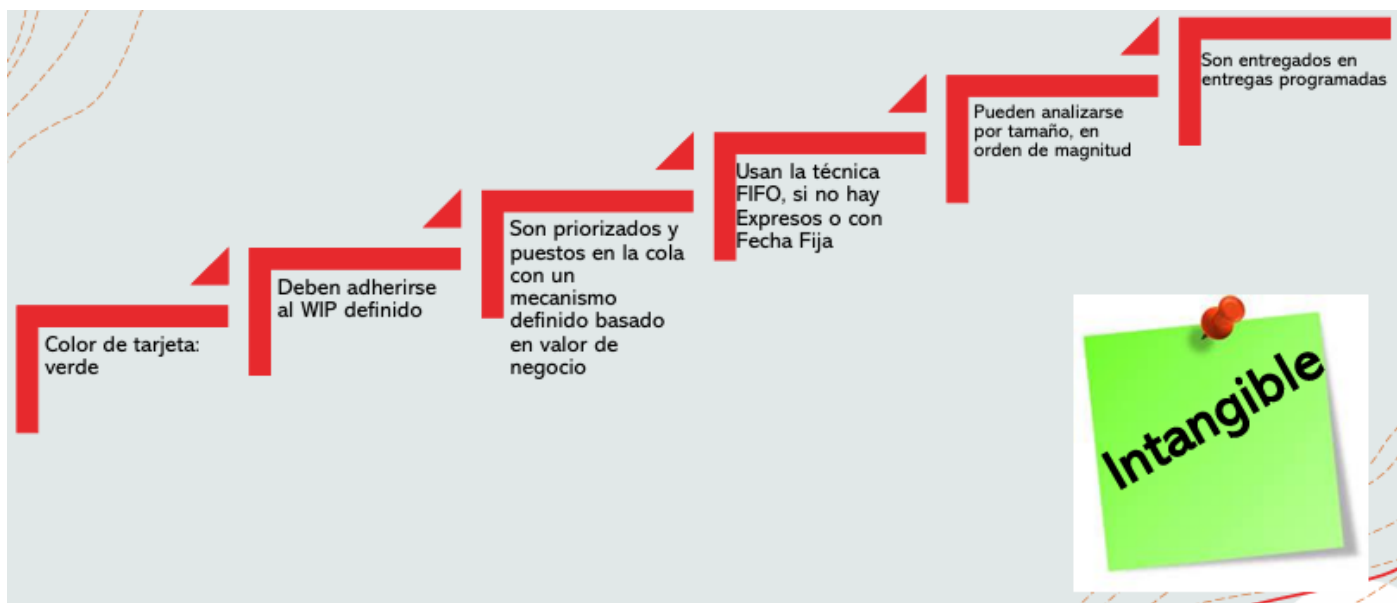 Color de tarjeta:
verde
Deben adherirse
al WIP definido
Son priorizados y
puestos en la cola
con un
mecanismo
definido basado
en valor de
negocio
Usan la técnica
FIFO, si no hay
Expresos o con
Fecha Fija
Pueden analizarse
por tamaño, en
orden de magnitud
Son entregados en
entregas programadas
Intangible